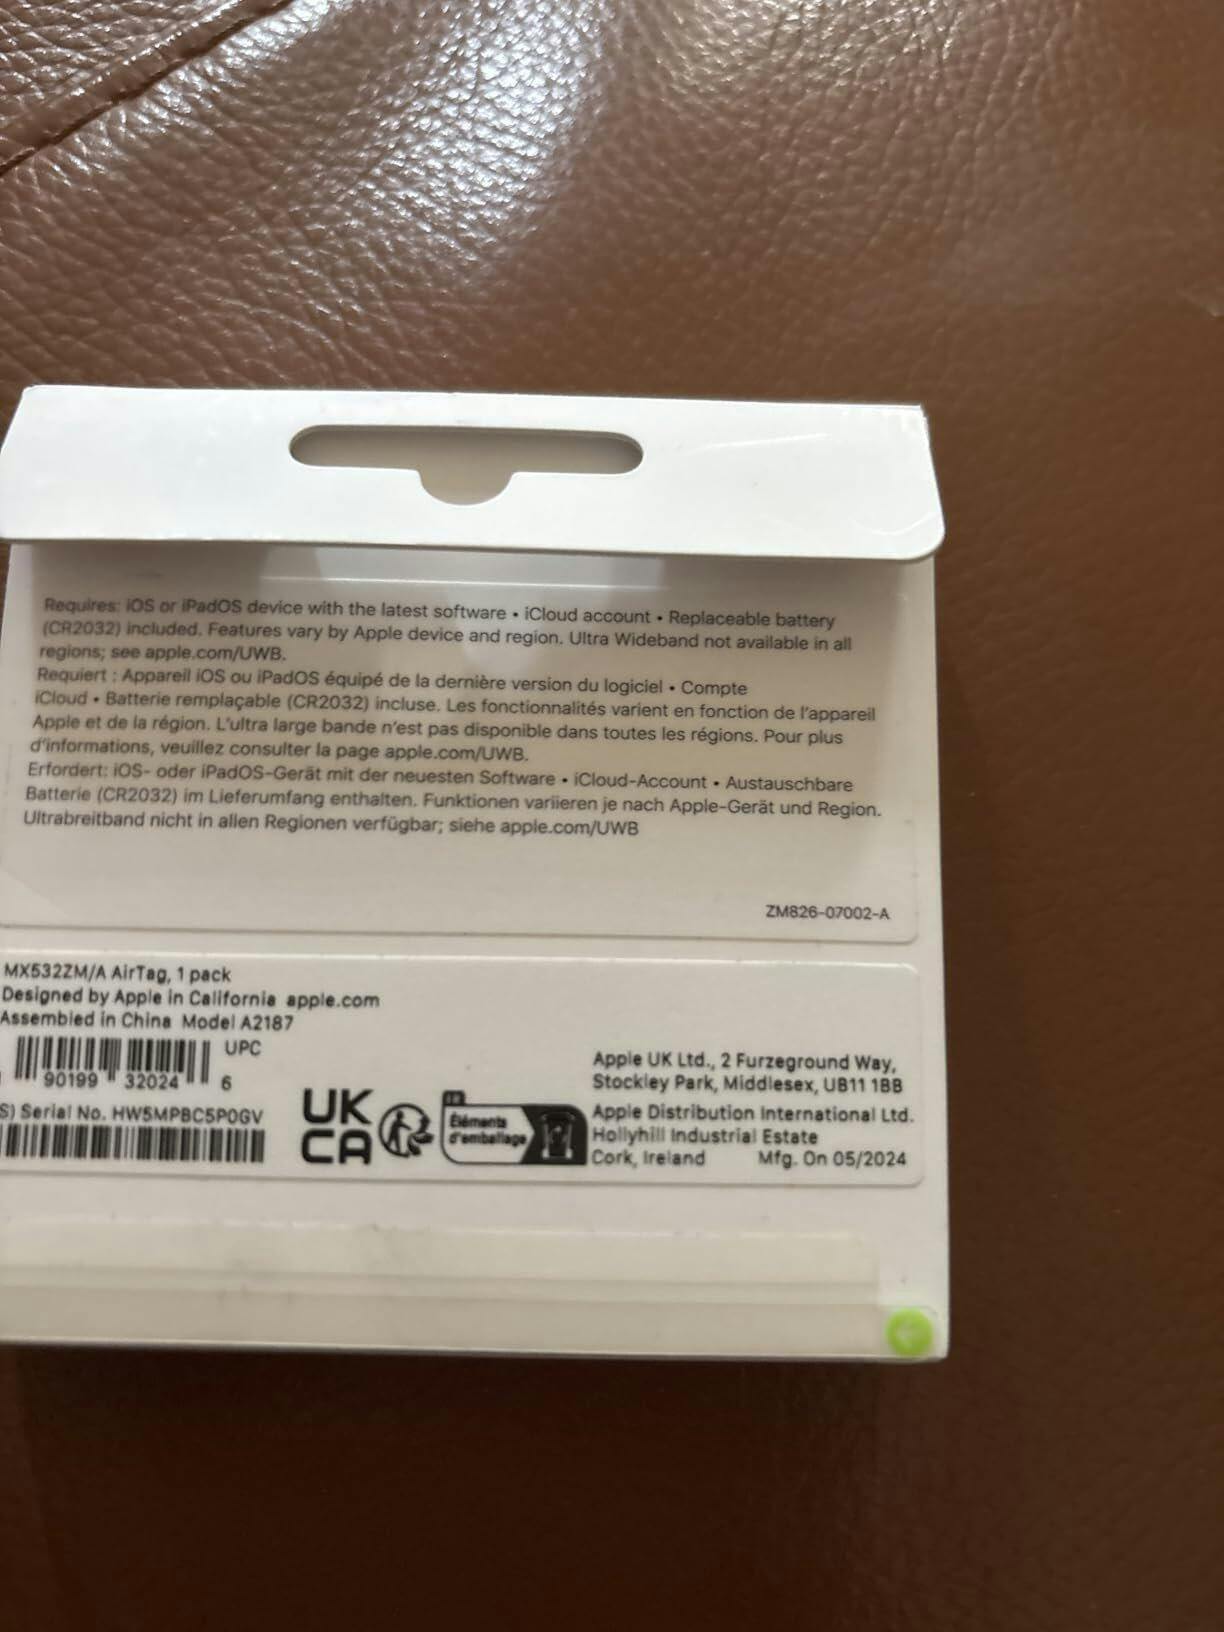 Requires: iOS or iPadOS device with the latest software • iCloud account • Replaceable battery
(CR2032) included. Features vary by Apple device and region. Ultra Wideband not available in all
regions; see apple.com/UWB.
Requiert : Appareil iOS ou iPadOS équipé de la dernière version du logiciel • Compte
iCloud • Batterie remplaçable (CR2032) incluse. Les fonctionnalités varient en fonction de l'appareil
Apple et de la région. L'ultra large bande n'est pas disponible dans toutes les régions. Pour plus
d'informations, veuillez consulter la page apple.com/UWB.
Erfordert: iOS- oder iPadOS-Gerät mit der neuesten Software • iCloud-Account • Austauschbare
Batterie (CR2032) im Lieferumfang enthalten. Funktionen variieren je nach Apple-Gerät und Region.
Ultrabreitband nicht in allen Regionen verfügbar; siehe apple.com/UWB
ZM826-07002-A
MX532ZM/A AirTag, 1 pack
Designed by Apple in California apple.com
Assembled in China Model A2187
UPC
90199 32024 6
S) Serial No. HW5MPBC5P0GV
UK
CA
FR
Éléments
d'emballage
Apple UK Ltd., 2 Furzeground Way,
Stockley Park, Middlesex, UB11 1BB
Apple Distribution International Ltd.
Hollyhill Industrial Estate
Cork, Ireland Mfg. On 05/2024